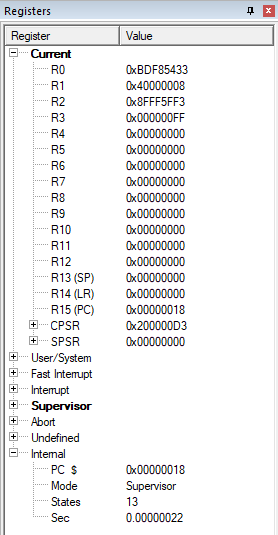 Registers
Register Value
Current
R0 0xBDF85433
R1 0x40000008
R2 0x8FFF5FF3
R3 0x000000FF
R4 0x00000000
R5 0x00000000
R6 0x00000000
R7 0x00000000
R8 0x00000000
R9 0x00000000
R10 0x00000000
R11 0x00000000
R12 0x00000000
R13 (SP) 0x00000000
R14 (LR) 0x00000000
R15 (PC) 0x00000018
CPSR 0x200000D3
SPSR 0x00000000
User/System
Fast Interrupt
Interrupt
Supervisor
Abort
Undefined
Internal
PC $ 0x00000018
Mode Supervisor
States 13
Sec 0.00000022